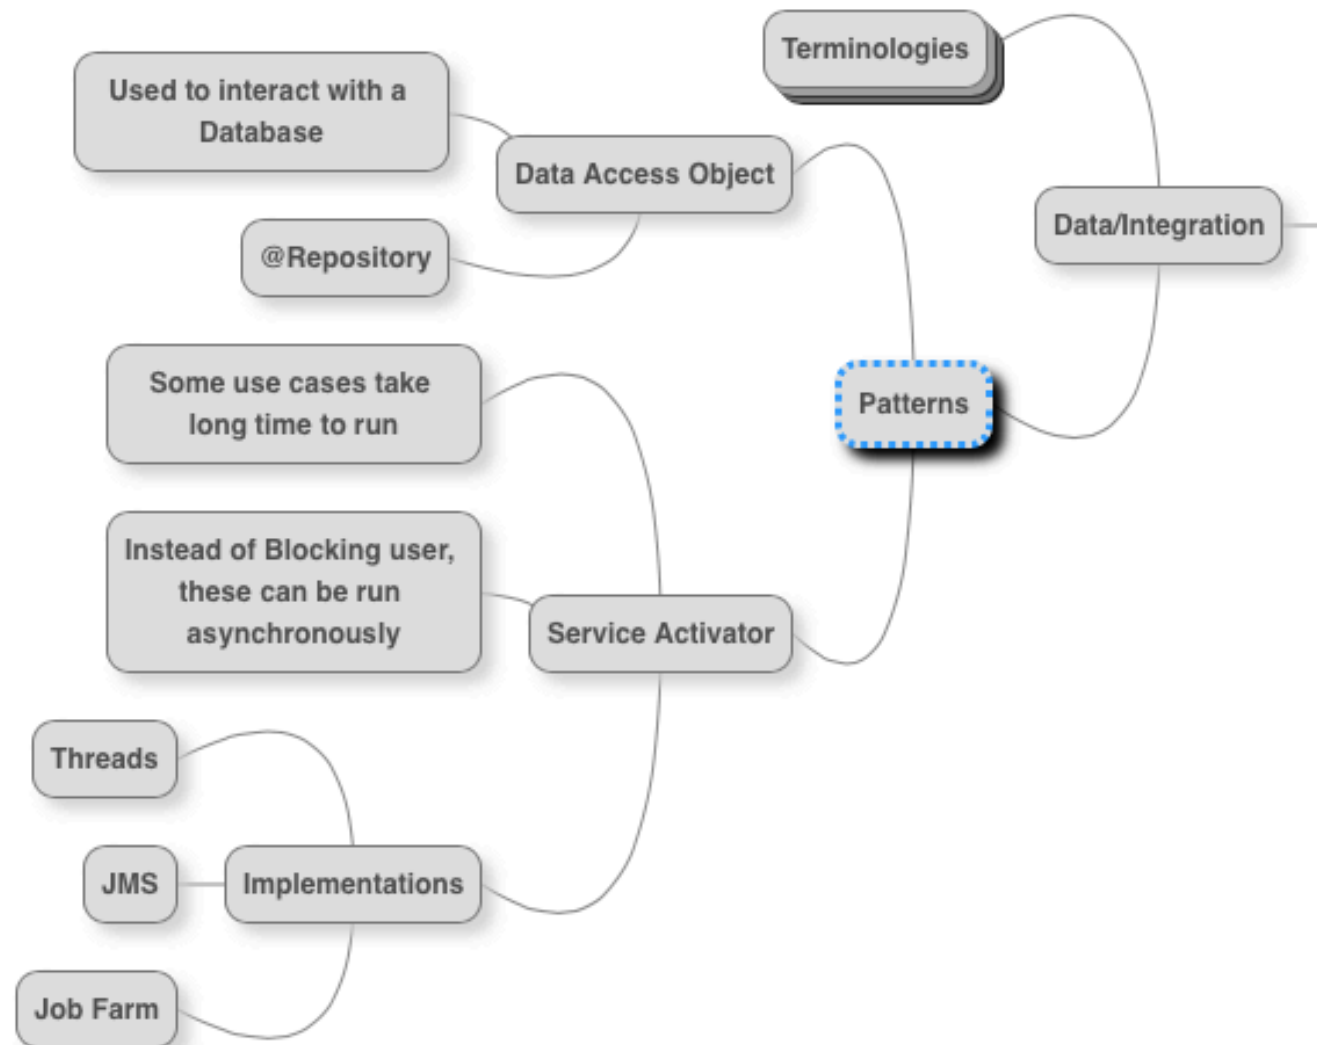 Terminologies
Used to interact with a
Database
Data Access Object
Data/Integration
@Repository
Some use cases take
long time to run
Patterns
Instead of Blocking user,
these can be run
asynchronously
Service Activator
Threads
JMS
Implementations
Job Farm